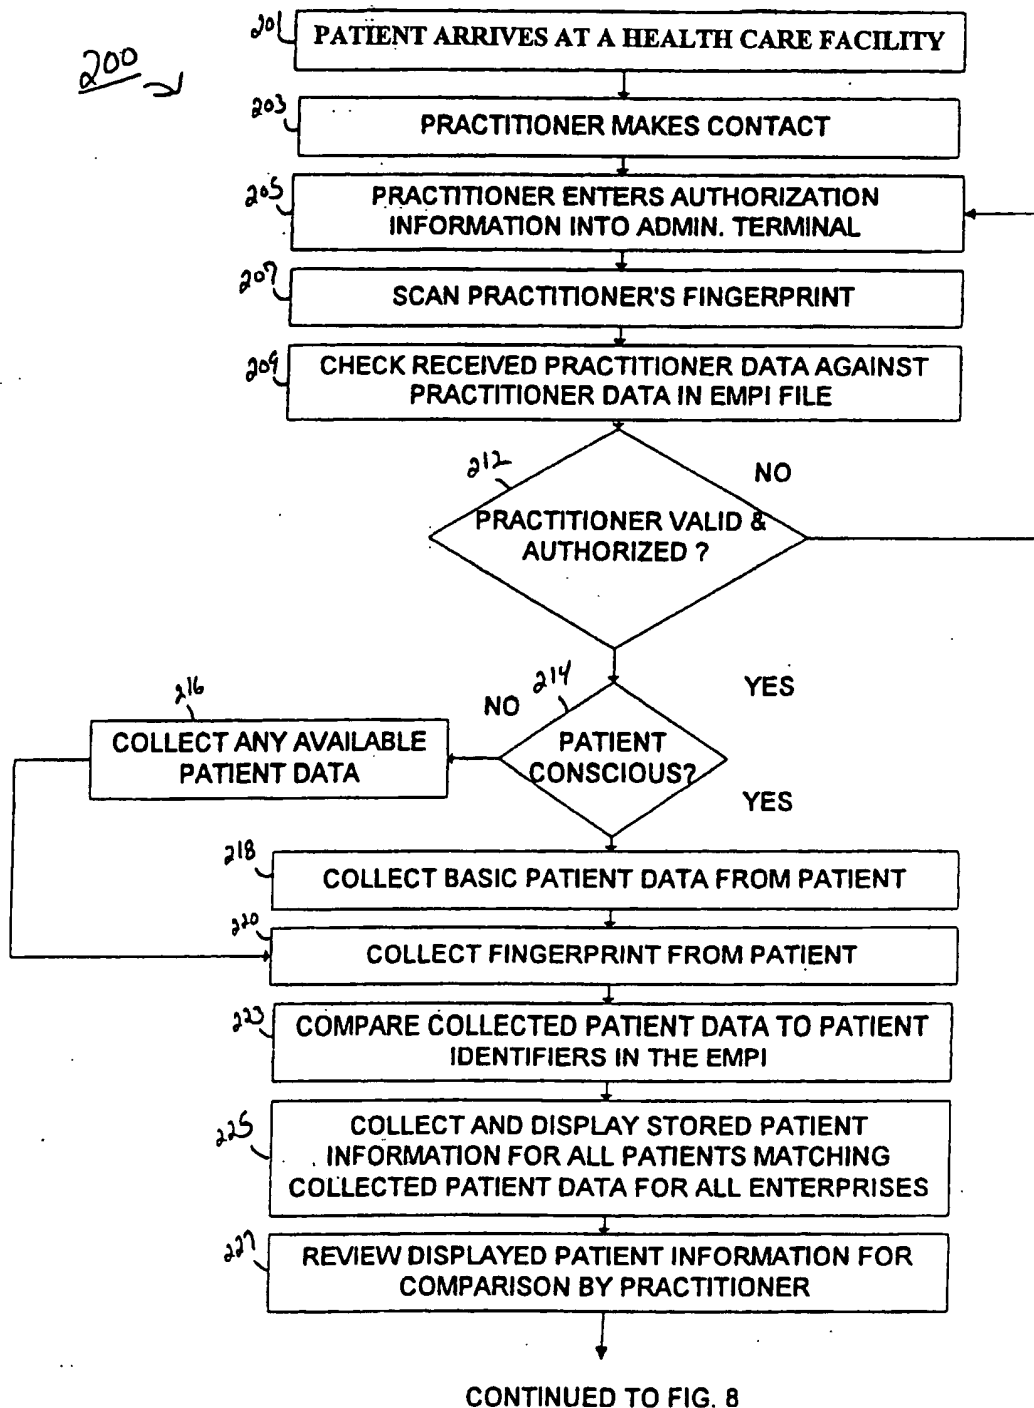 200
201
PATIENT ARRIVES AT A HEALTH CARE FACILITY
203
PRACTITIONER MAKES CONTACT
205
PRACTITIONER ENTERS AUTHORIZATION
INFORMATION INTO ADMIN. TERMINAL
207
SCAN PRACTITIONER'S FINGERPRINT
209
CHECK RECEIVED PRACTITIONER DATA AGAINST
PRACTITIONER DATA IN EMPI FILE
212
NO
PRACTITIONER VALID &
AUTHORIZED ?
214
YES
NO
216
COLLECT ANY AVAILABLE
PATIENT DATA
PATIENT
CONSCIOUS?
YES
218
COLLECT BASIC PATIENT DATA FROM PATIENT
220
COLLECT FINGERPRINT FROM PATIENT
223
COMPARE COLLECTED PATIENT DATA TO PATIENT
IDENTIFIERS IN THE EMPI
225
COLLECT AND DISPLAY STORED PATIENT
INFORMATION FOR ALL PATIENTS MATCHING
COLLECTED PATIENT DATA FOR ALL ENTERPRISES
227
REVIEW DISPLAYED PATIENT INFORMATION FOR
COMPARISON BY PRACTITIONER
CONTINUED TO FIG. 8